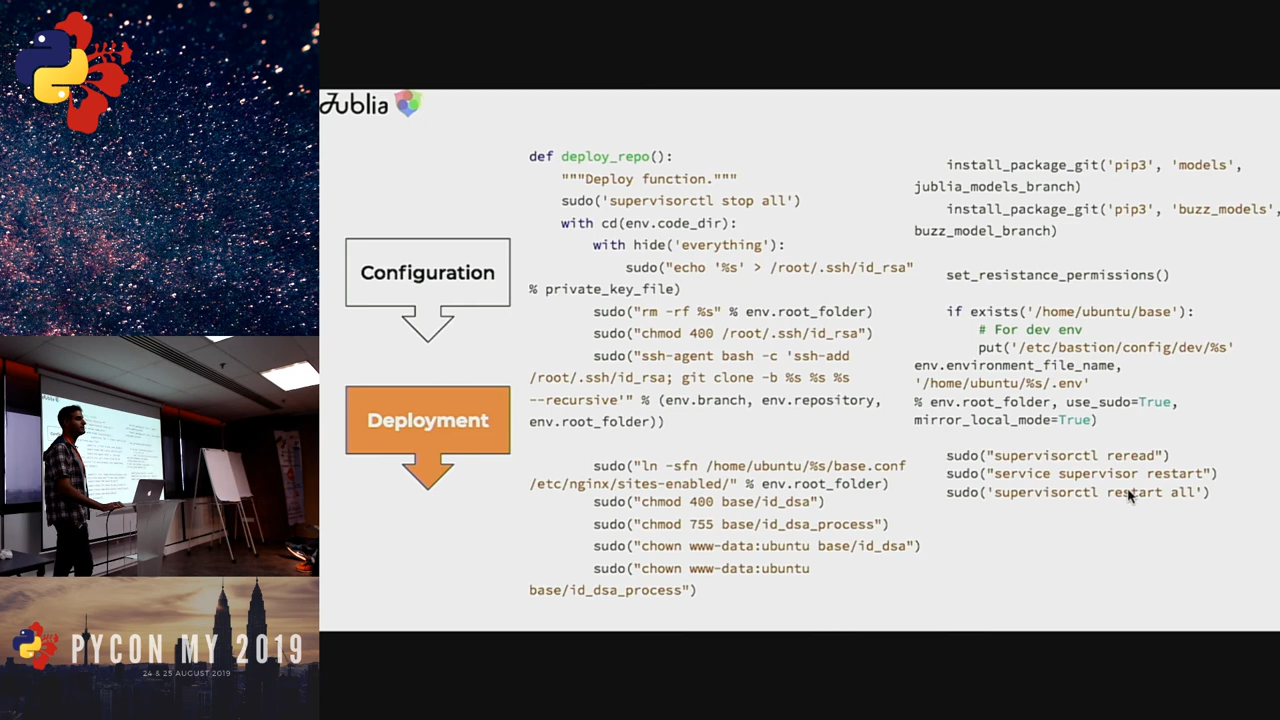 Jublia
Configuration
Deployment
def deploy_repo():
"""Deploy function."""
sudo('supervisorctl stop all')
with cd(env.code_dir):
with hide('everything'):
sudo("echo '%s' > /root/.ssh/id_rsa"
% private_key_file)
sudo("rm -rf %s" % env.root_folder)
sudo("chmod 400 /root/.ssh/id_rsa")
sudo("ssh-agent bash -c 'ssh-add
/root/.ssh/id_rsa; git clone -b %s %s %s
--recursive'" % (env.branch, env.repository,
env.root_folder))
sudo("ln -sfn /home/ubuntu/%s/base.conf
/etc/nginx/sites-enabled/" % env.root_folder)
sudo("chmod 400 base/id_dsa")
sudo("chmod 755 base/id_dsa_process")
sudo("chown www-data:ubuntu base/id_dsa")
sudo("chown www-data:ubuntu
base/id_dsa_process")
install_package_git('pip3', 'models',
jublia_models_branch)
install_package_git('pip3', 'buzz_models',
buzz_model_branch)
set_resistance_permissions()
if exists('/home/ubuntu/base'):
# For dev env
put('/etc/bastion/config/dev/%s'
env.environment_file_name,
'/home/ubuntu/%s/.env'
% env.root_folder, use_sudo=True,
mirror_local_mode=True)
sudo("supervisorctl reread")
sudo("service supervisor restart")
sudo('supervisorctl restart all')
PYCON MY 2019
24 & 25 AUGUST 2019